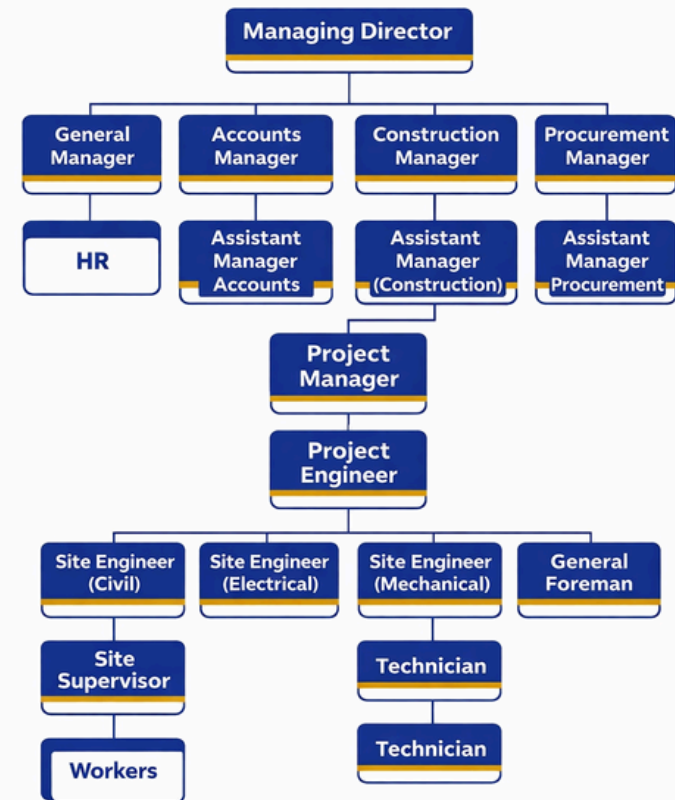 Managing Director
General
Manager
Accounts
Manager
Construction
Manager
Procurement
Manager
HR
Assistant
Manager
Accounts
Assistant
Manager
(Construction)
Assistant
Manager
Procurement
Project
Manager
Project
Engineer
Site Engineer
(Civil)
Site Engineer
(Electrical)
Site Engineer
(Mechanical)
General
Foreman
Site
Supervisor
Technician
Workers
Technician